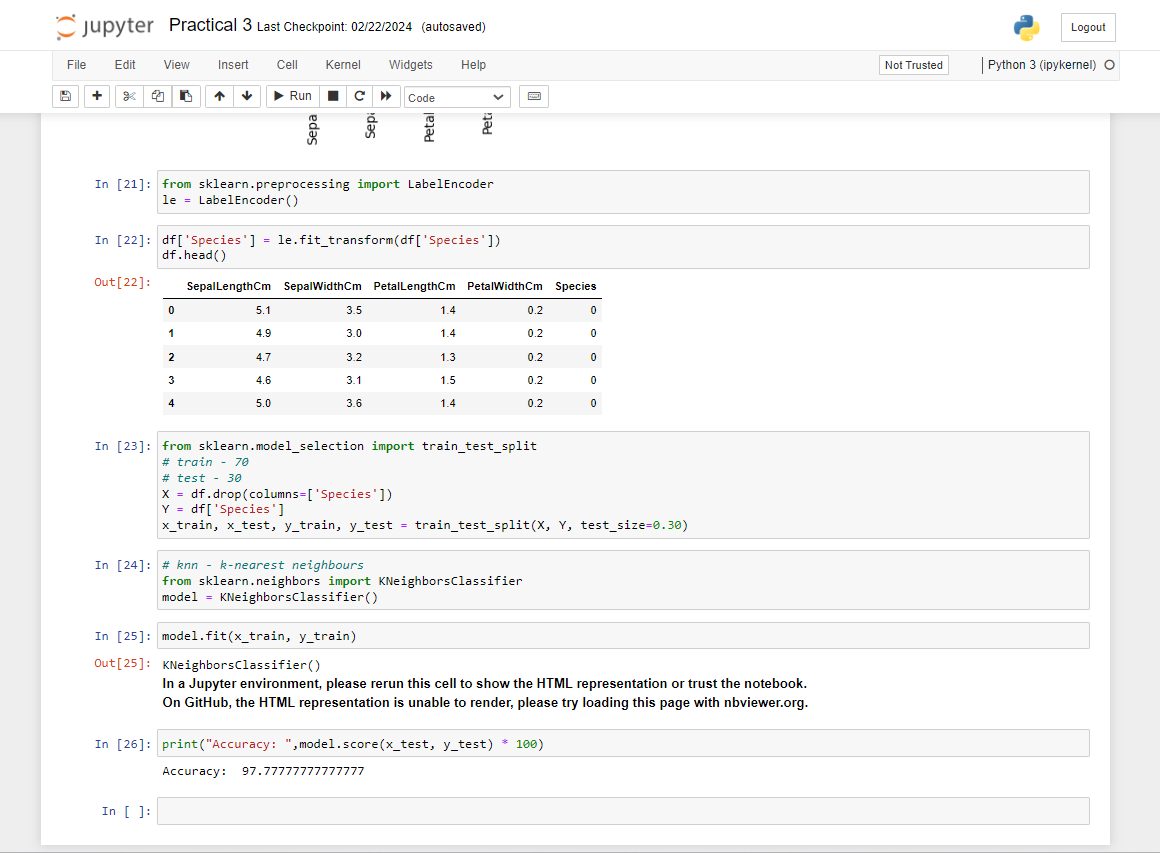 jupyter Practical 3 Last Checkpoint: 02/22/2024 (autosaved) Logout
File Edit View Insert Cell Kernel Widgets Help Not Trusted Python 3 (ipykernel)
Run Code
In [21]: from sklearn.preprocessing import LabelEncoder
le = LabelEncoder()
In [22]: df['Species'] = le.fit_transform(df['Species'])
df.head()
Out[22]:
SepalLengthCm SepalWidthCm PetalLengthCm PetalWidthCm Species
0 5.1 3.5 1.4 0.2 0
1 4.9 3.0 1.4 0.2 0
2 4.7 3.2 1.3 0.2 0
3 4.6 3.1 1.5 0.2 0
4 5.0 3.6 1.4 0.2 0
In [23]: from sklearn.model_selection import train_test_split
# train - 70
# test - 30
X = df.drop(columns=['Species'])
Y = df['Species']
x_train, x_test, y_train, y_test = train_test_split(X, Y, test_size=0.30)
In [24]: # knn - k-nearest neighbours
from sklearn.neighbors import KNeighborsClassifier
model = KNeighborsClassifier()
In [25]: model.fit(x_train, y_train)
Out[25]: KNeighborsClassifier()
In a Jupyter environment, please rerun this cell to show the HTML representation or trust the notebook.
On GitHub, the HTML representation is unable to render, please try loading this page with nbviewer.org.
In [26]: print("Accuracy: ",model.score(x_test, y_test) * 100)
Accuracy:  97.77777777777777
In [ ]: